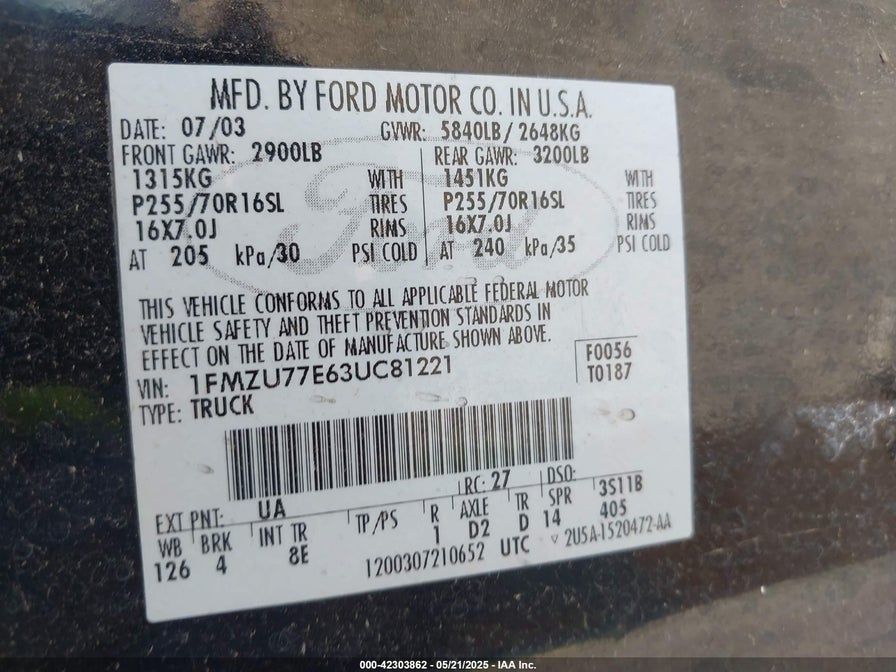 MFD. BY FORD MOTOR CO. IN U.S.A.
DATE: 07/03 GVWR: 5840LB/ 2648KG
FRONT GAWR: 2900LB REAR GAWR: 3200LB
1315KG WITH 1451KG WITH
P255/70R16SL TIRES P255/70R16SL TIRES
16X7.0J RIMS 16X7.0J RIMS
AT 205 kPa/30 PSI COLD AT 240 kPa/35 PSI COLD
THIS VEHICLE CONFORMS TO ALL APPLICABLE FEDERAL MOTOR
VEHICLE SAFETY AND THEFT PREVENTION STANDARDS IN
EFFECT ON THE DATE OF MANUFACTURE SHOWN ABOVE.
VIN: 1FMZU77E63UC81221 F0056
TYPE: TRUCK T0187
EXT PNT: UA RC: 27 DSO:
WB BRK INT TR TP/PS R AXLE TR SPR 3S11B
126 4 8E 1 D2 D 14 405
1200307210652 UTC ▽ 2U5A-1520472-AA
Ford
000-42303862 - 05/21/2025 - IAA Inc.